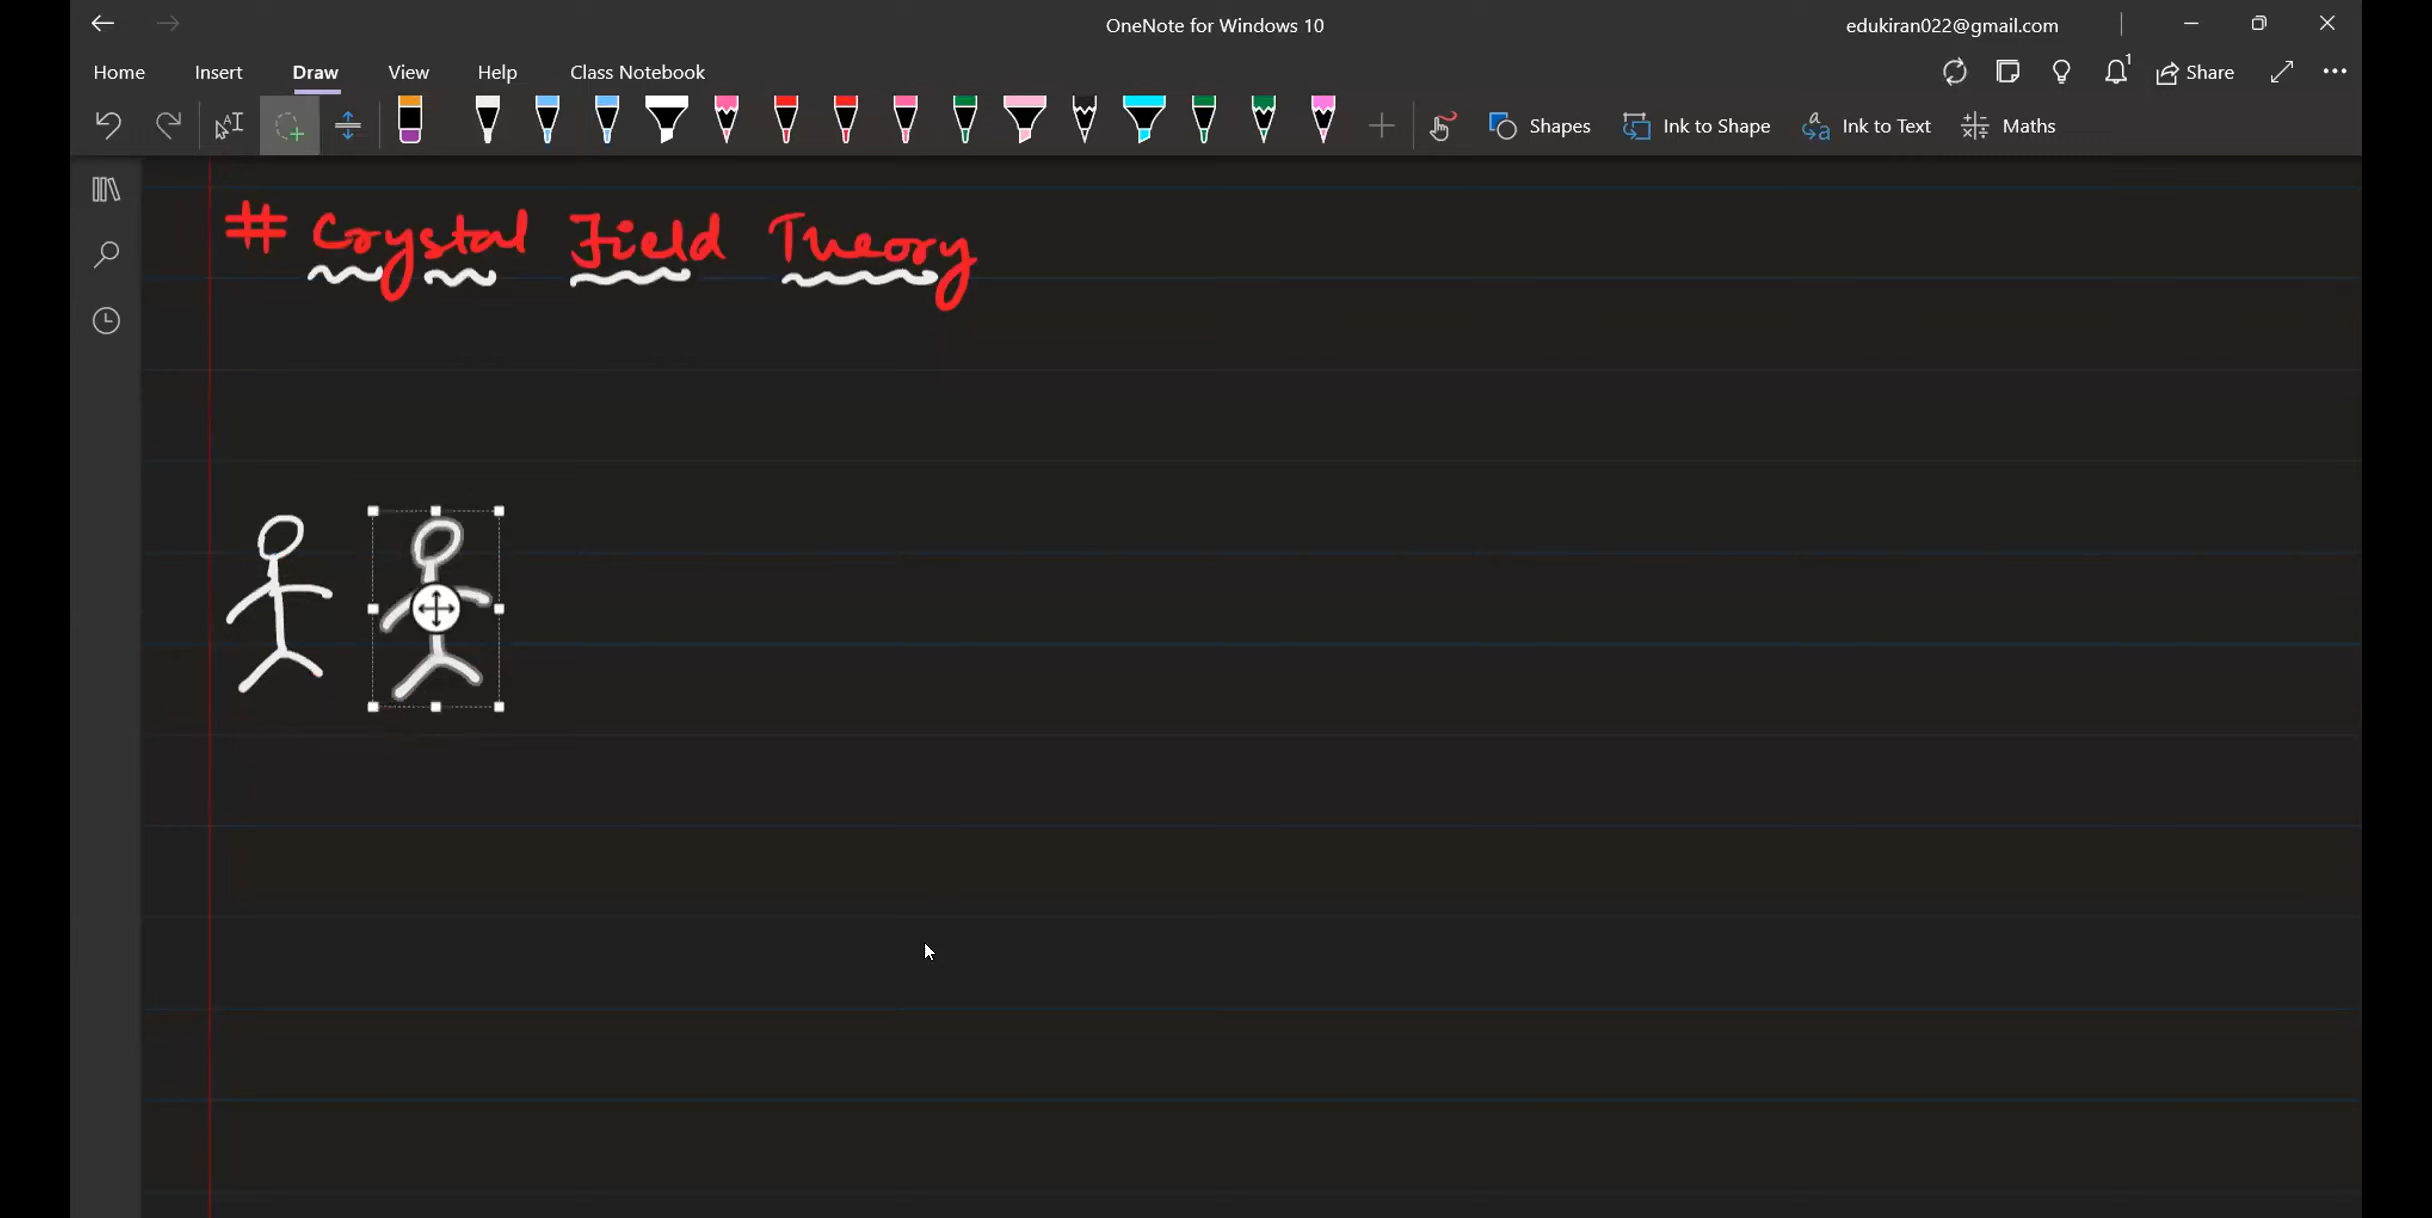 OneNote for Windows 10
edukiran022@gmail.com
Home Insert Draw View Help Class Notebook
1
Share
Shapes Ink to Shape Ink to Text Maths
# Crystal Field Theory